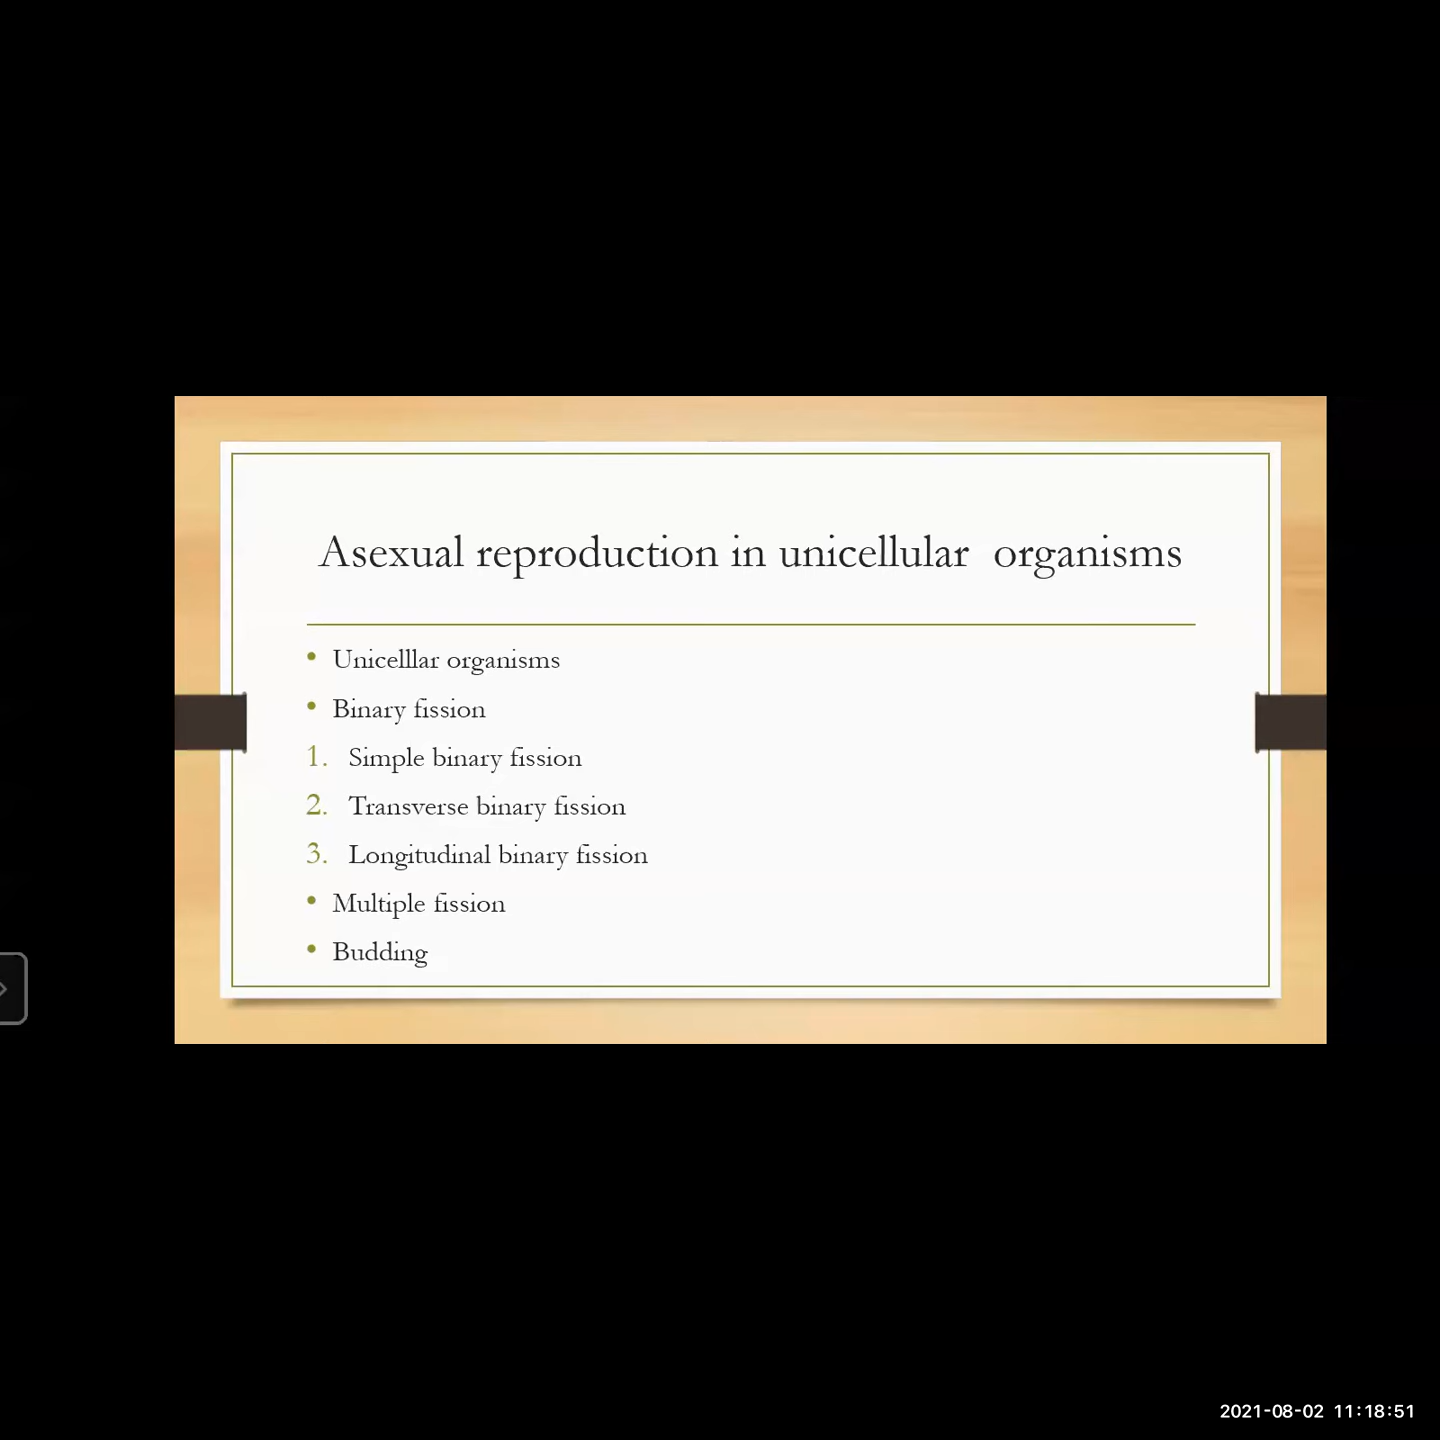 Asexual reproduction in unicellular  organisms
• Unicelllar organisms
• Binary fission
1. Simple binary fission
2. Transverse binary fission
3. Longitudinal binary fission
• Multiple fission
• Budding
2021-08-02 11:18:51